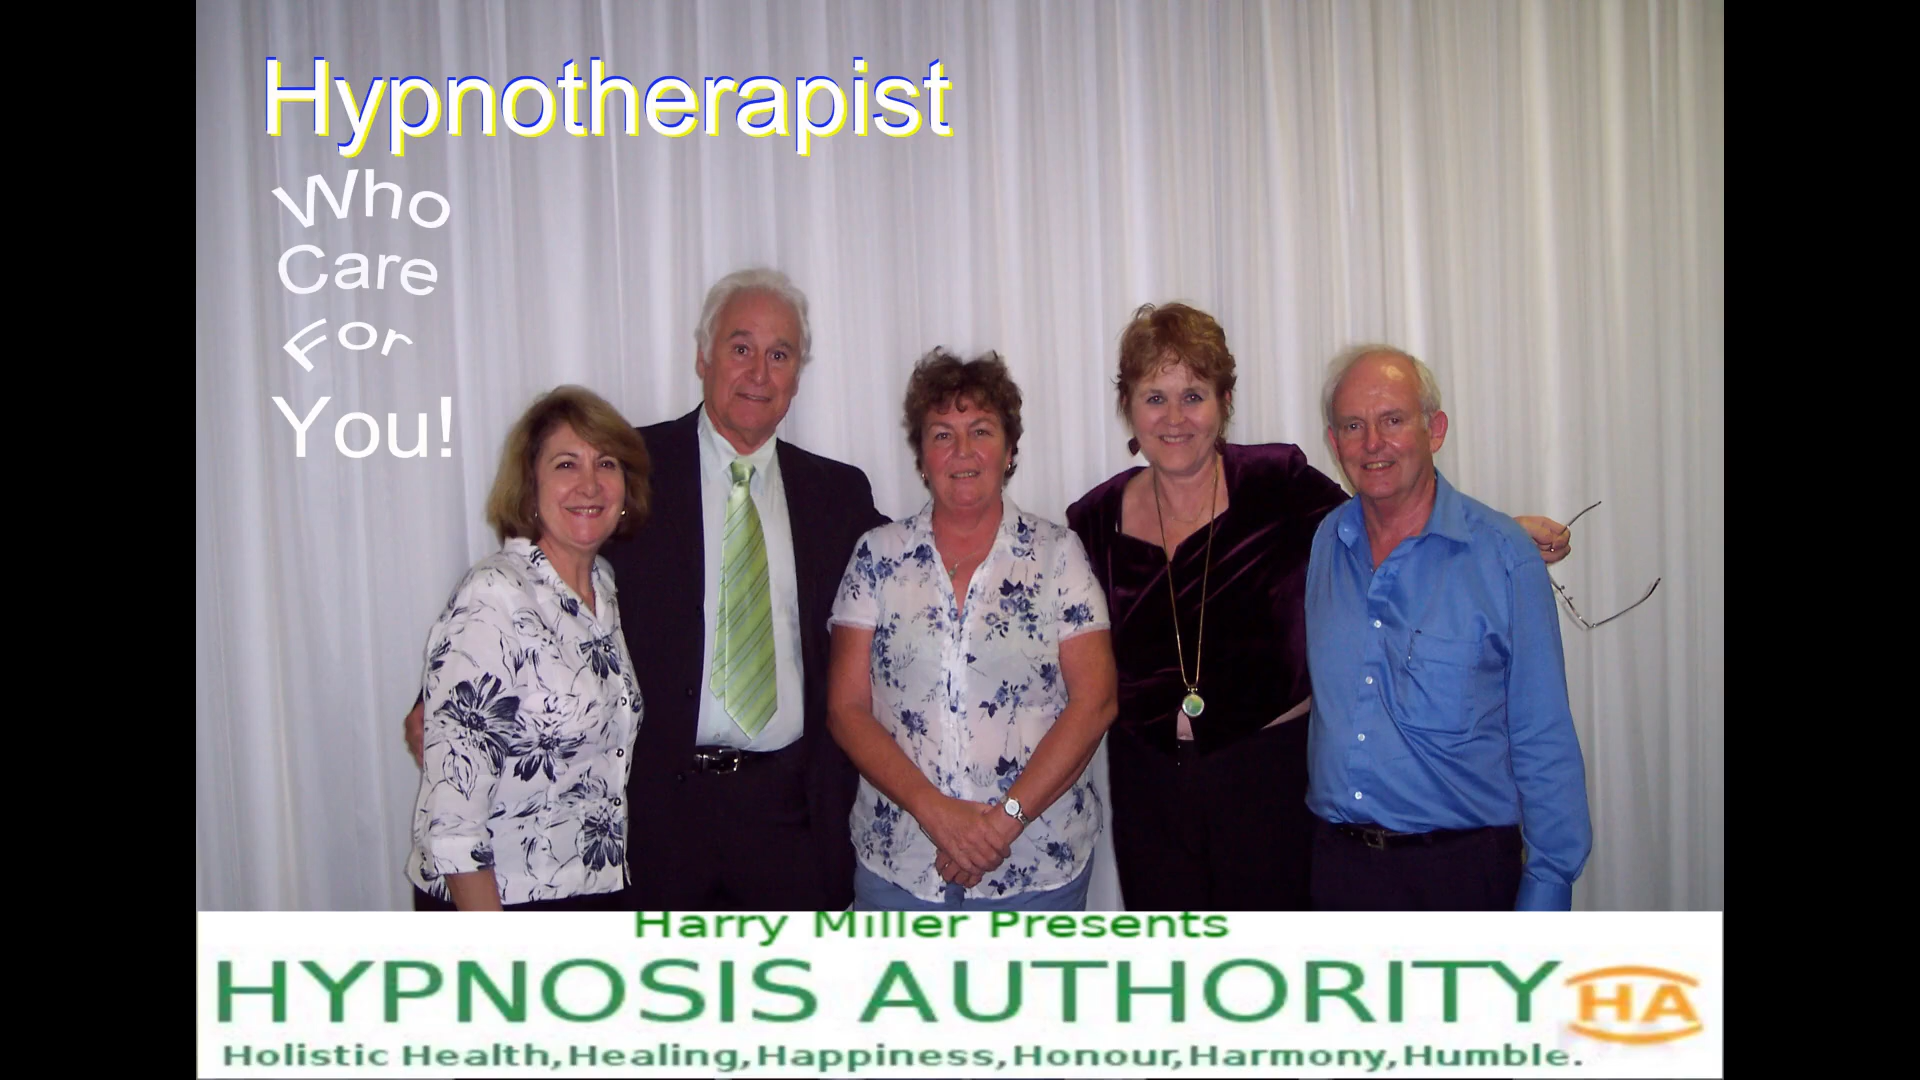 Hypnotherapist
Who
Care
For
You!
Harry Miller Presents
HYPNOSIS AUTHORITY HA
Holistic Health,Healing,Happiness,Honour,Harmony,Humble.